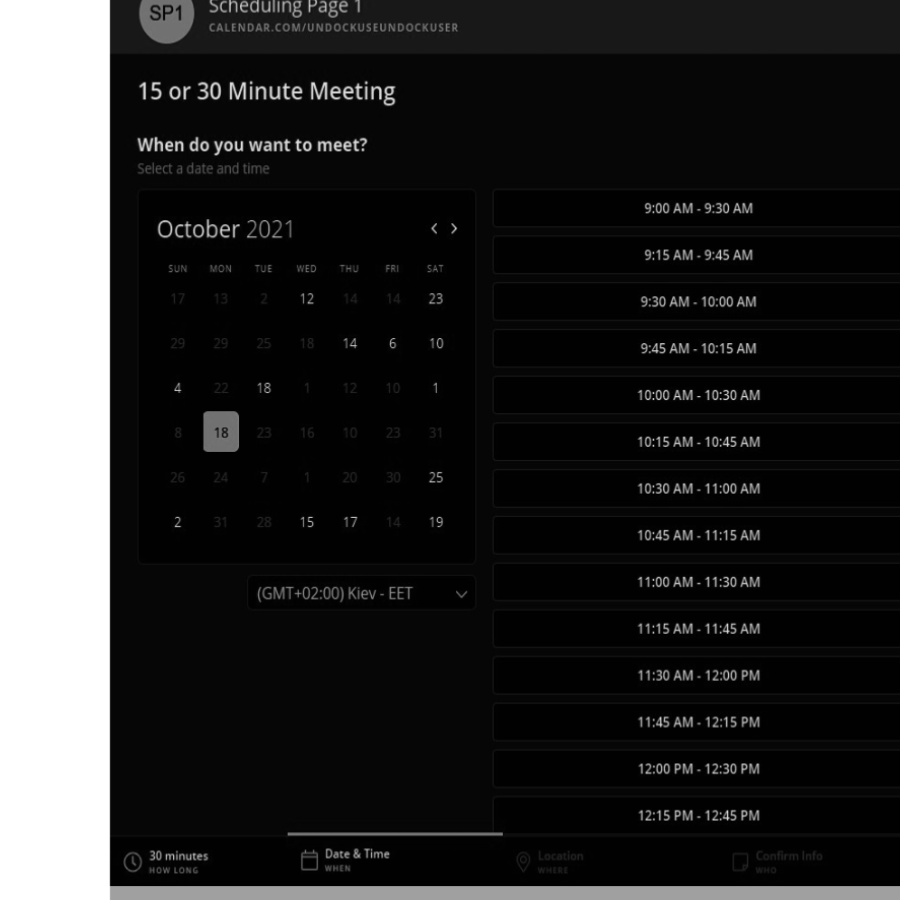 SP1
Scheduling Page 1
CALENDAR.COM/UNDOCKUSEUNDOCKUSER
15 or 30 Minute Meeting
When do you want to meet?
Select a date and time
October 2021
SUN MON TUE WED THU FRI SAT
17 13 2 12 14 14 23
29 29 25 18 14 6 10
4 22 18 1 12 10 1
8 18 23 16 10 23 31
26 24 7 1 20 30 25
2 31 28 15 17 14 19
(GMT+02:00) Kiev - EET
9:00 AM - 9:30 AM
9:15 AM - 9:45 AM
9:30 AM - 10:00 AM
9:45 AM - 10:15 AM
10:00 AM - 10:30 AM
10:15 AM - 10:45 AM
10:30 AM - 11:00 AM
10:45 AM - 11:15 AM
11:00 AM - 11:30 AM
11:15 AM - 11:45 AM
11:30 AM - 12:00 PM
11:45 AM - 12:15 PM
12:00 PM - 12:30 PM
12:15 PM - 12:45 PM
30 minutes
HOW LONG
Date & Time
WHEN
Location
WHERE
Confirm Info
WHO